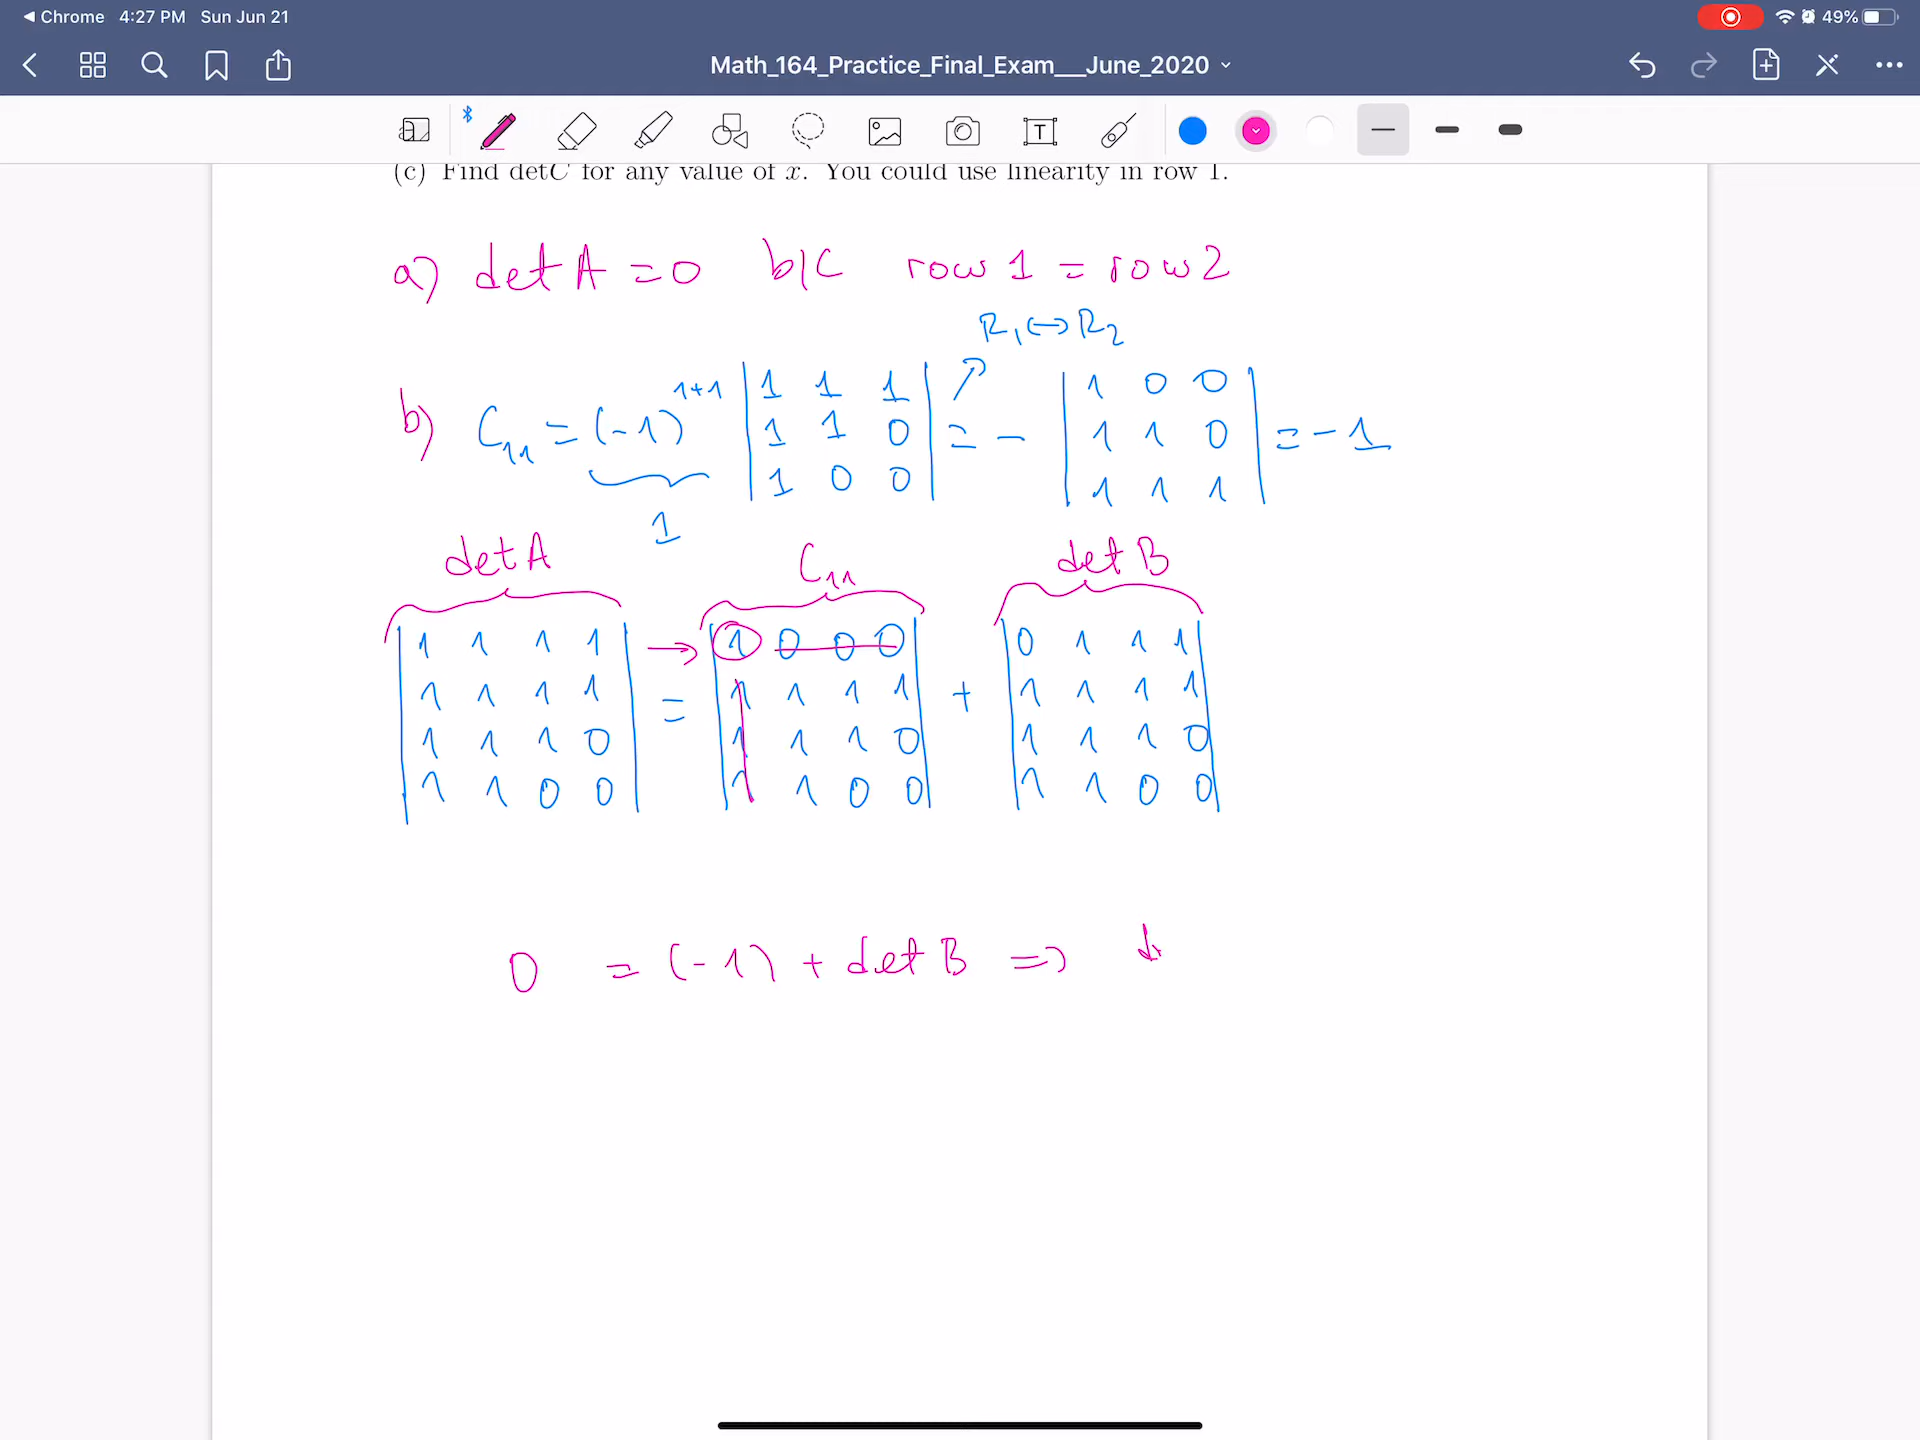 Chrome 4:27 PM Sun Jun 21 49%
Math_164_Practice_Final_Exam___June_2020
(c) Find detC for any value of x. You could use linearity in row 1.
a) det A = 0 b/c row 1 = row 2
R₁ ↔ R₂
b) C₁₁ = (-1)¹⁺¹ | 1 1 1 | = - | 1 0 0 | = -1
| 1 1 0 | | 1 1 0 |
| 1 0 0 | | 1 1 1 |
1
det A C₁₁ det B
| 1 1 1 1 | → | 1 0 0 0 | | 0 1 1 1 |
| 1 1 1 1 | = | 1 1 1 1 | + | 1 1 1 1 |
| 1 1 1 0 | | 1 1 1 0 | | 1 1 1 0 |
| 1 1 0 0 | | 1 1 0 0 | | 1 1 0 0 |
0 = (-1) + det B ⇒ d